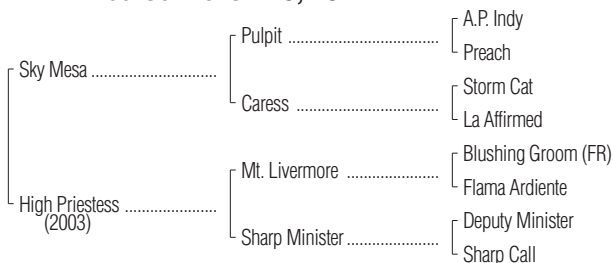 A.P. Indy
Pulpit ........................................
Preach
Sky Mesa ..................................
Storm Cat
Caress ......................................
La Affirmed
Blushing Groom (FR)
Mt. Livermore ...........................
Flama Ardiente
High Priestess .........................
(2003)
Deputy Minister
Sharp Minister .........................
Sharp Call